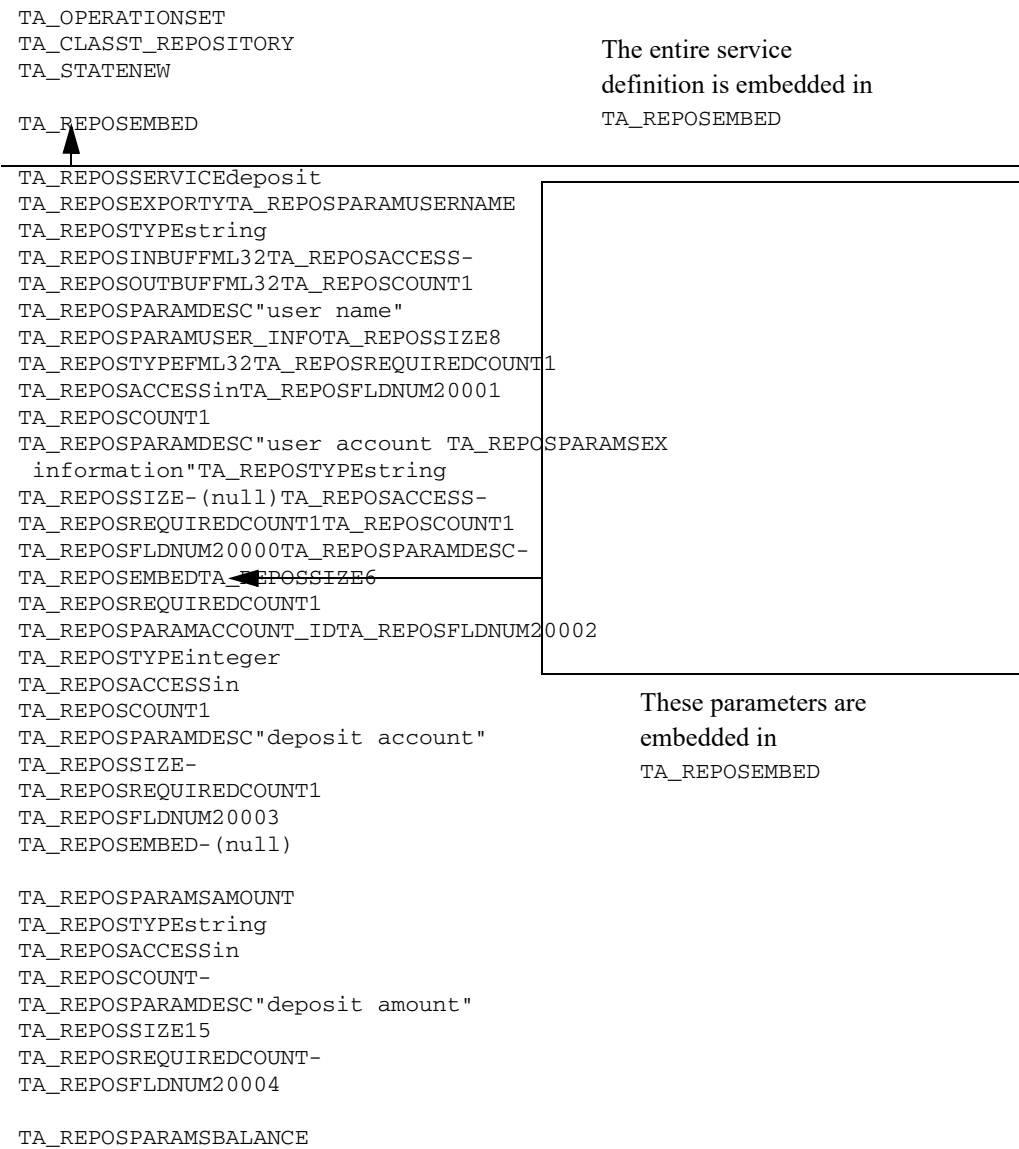 TA_OPERATIONSET
TA_CLASST_REPOSITORY
TA_STATENEW
TA_REPOSEMBED
The entire service
definition is embedded in
TA_REPOSEMBED
TA_REPOSSERVICEdeposit
TA_REPOSEXPORTYTA_REPOSPARAMUSERNAME
TA_REPOSTYPEstring
TA_REPOSINBUFFML32TA_REPOSACCESS-
TA_REPOSOUTBUFFML32TA_REPOSCOUNT1
TA_REPOSPARAMDESC"user name"
TA_REPOSPARAMUSER_INFOTA_REPOSSIZE8
TA_REPOSTYPEFML32TA_REPOSREQUIREDCOUNT1
TA_REPOSACCESSinTA_REPOSFLDNUM20001
TA_REPOSCOUNT1
TA_REPOSPARAMDESC"user account TA_REPOSPARAMSEX
information"TA_REPOSTYPEstring
TA_REPOSSIZE-(null)TA_REPOSACCESS-
TA_REPOSREQUIREDCOUNT1TA_REPOSCOUNT1
TA_REPOSFLDNUM20000TA_REPOSPARAMDESC-
TA_REPOSEMBEDTA_REPOSSIZE6
TA_REPOSREQUIREDCOUNT1
TA_REPOSPARAMACCOUNT_IDTA_REPOSFLDNUM20002
TA_REPOSTYPEinteger
TA_REPOSACCESSin
TA_REPOSCOUNT1
TA_REPOSPARAMDESC"deposit account"
TA_REPOSSIZE-
TA_REPOSREQUIREDCOUNT1
TA_REPOSFLDNUM20003
TA_REPOSEMBED-(null)
These parameters are
embedded in
TA_REPOSEMBED
TA_REPOSPARAMSAMOUNT
TA_REPOSTYPEstring
TA_REPOSACCESSin
TA_REPOSCOUNT-
TA_REPOSPARAMDESC"deposit amount"
TA_REPOSSIZE15
TA_REPOSREQUIREDCOUNT-
TA_REPOSFLDNUM20004
TA_REPOSPARAMSBALANCE